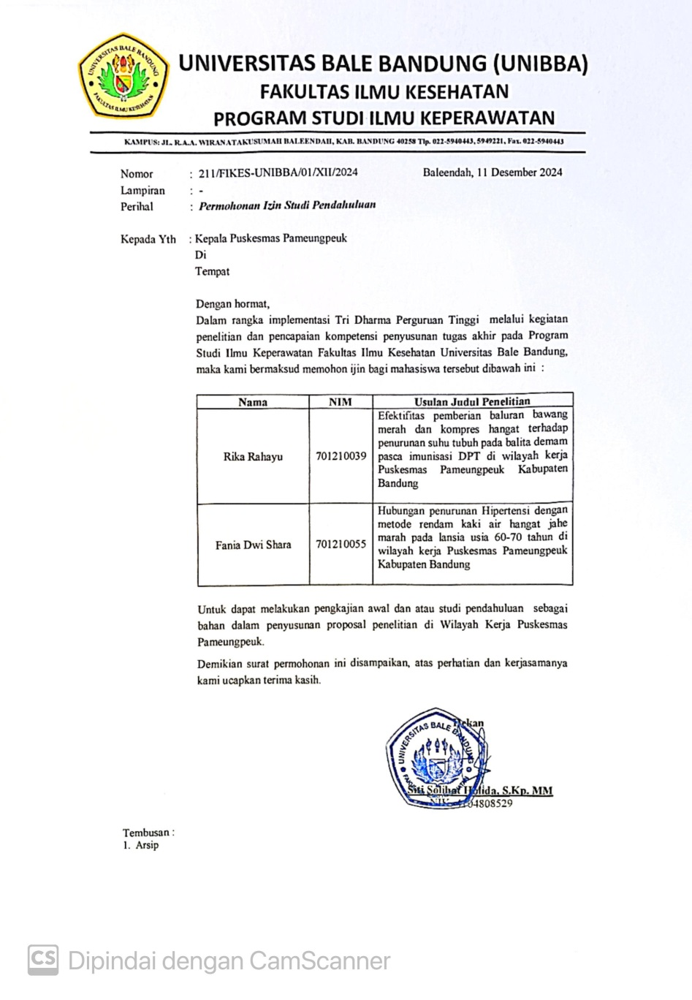 UNIVERSITAS BALE BANDUNG
FAKULTAS ILMU KESEHATAN
UNIVERSITAS BALE BANDUNG (UNIBBA)
FAKULTAS ILMU KESEHATAN
PROGRAM STUDI ILMU KEPERAWATAN
KAMPUS: JL. R.A.A. WIRANATAKUSUMAH BALEENDAH, KAB. BANDUNG 40258 Tlp. 022-5940443, 5949221, Fax. 022-5940443
Nomor : 211/FIKES-UNIBBA/01/XII/2024 Baleendah, 11 Desember 2024
Lampiran : -
Perihal : Permohonan Izin Studi Pendahuluan
Kepada Yth : Kepala Puskesmas Pameungpeuk
Di
Tempat
Dengan hormat,
Dalam rangka implementasi Tri Dharma Perguruan Tinggi melalui kegiatan
penelitian dan pencapaian kompetensi penyusunan tugas akhir pada Program
Studi Ilmu Keperawatan Fakultas Ilmu Kesehatan Universitas Bale Bandung,
maka kami bermaksud memohon ijin bagi mahasiswa tersebut dibawah ini :
Nama NIM Usulan Judul Penelitian
Efektifitas pemberian baluran bawang
merah dan kompres hangat terhadap
penurunan suhu tubuh pada balita demam
Rika Rahayu 701210039 pasca imunisasi DPT di wilayah kerja
Puskesmas Pameungpeuk Kabupaten
Bandung
Hubungan penurunan Hipertensi dengan
metode rendam kaki air hangat jahe
Fania Dwi Shara 701210055 marah pada lansia usia 60-70 tahun di
wilayah kerja Puskesmas Pameungpeuk
Kabupaten Bandung
Untuk dapat melakukan pengkajian awal dan atau studi pendahuluan sebagai
bahan dalam penyusunan proposal penelitian di Wilayah Kerja Puskesmas
Pameungpeuk.
Demikian surat permohonan ini disampaikan, atas perhatian dan kerjasamanya
kami ucapkan terima kasih.
Dekan
UNIVERSITAS BALE BANDUNG
Siti Solihat Holida, S.Kp. MM
NIK.
Tembusan :
1. Arsip
CS Dipindai dengan CamScanner